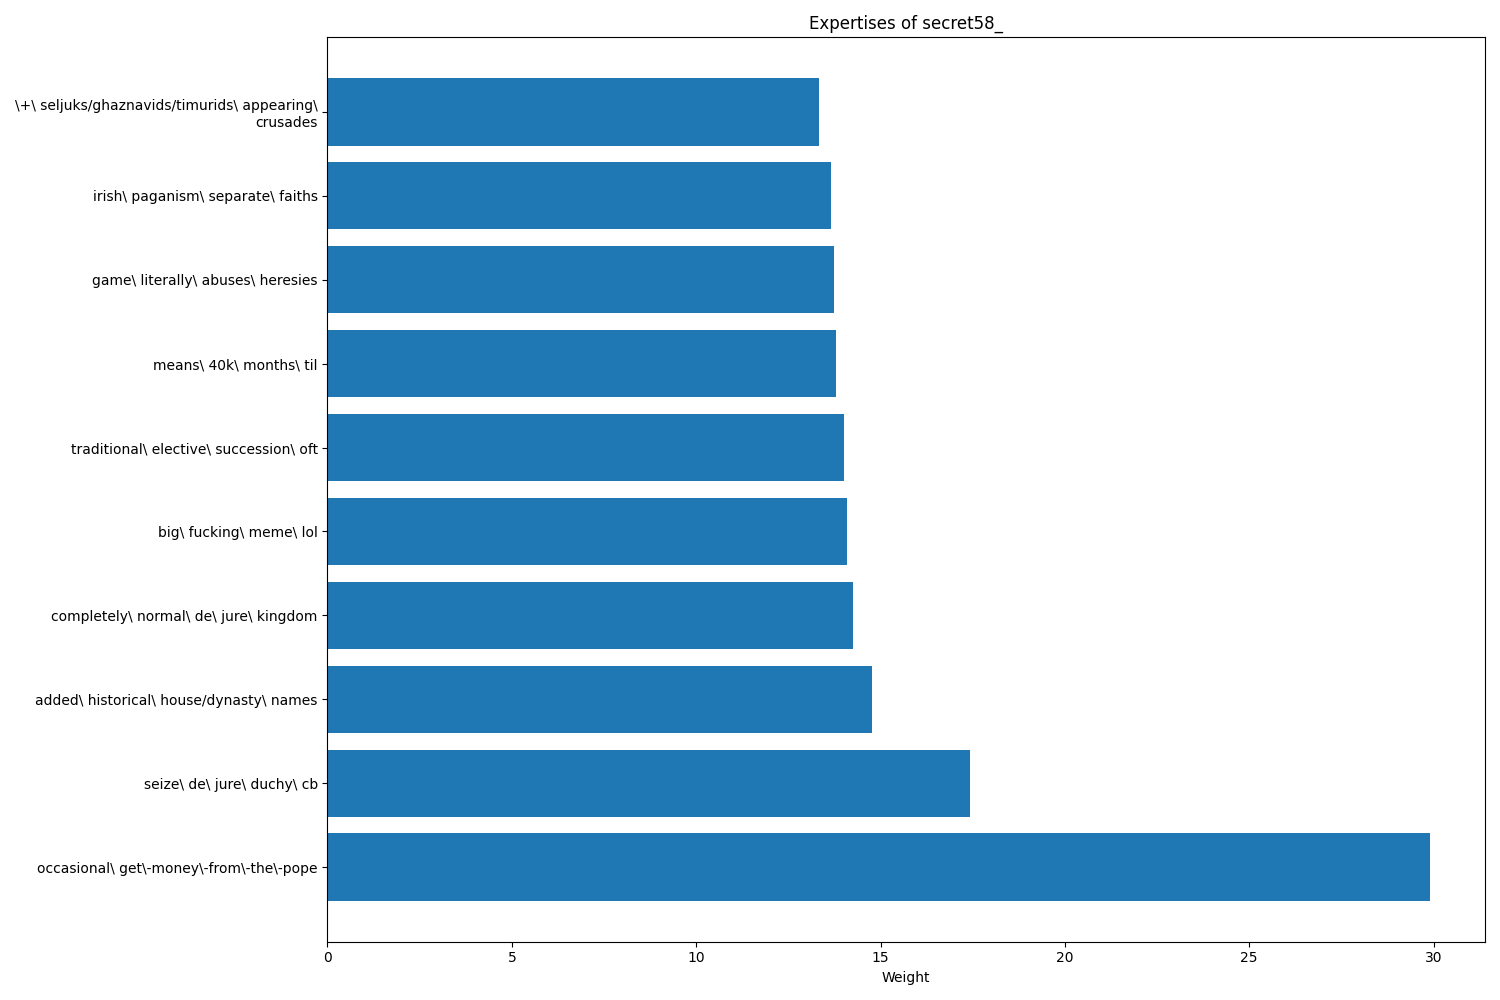 Expertises of secret58_
\+\ seljuks/ghaznavids/timurids\ appearing\
crusades
irish\ paganism\ separate\ faiths
game\ literally\ abuses\ heresies
means\ 40k\ months\ til
traditional\ elective\ succession\ oft
big\ fucking\ meme\ lol
completely\ normal\ de\ jure\ kingdom
added\ historical\ house/dynasty\ names
seize\ de\ jure\ duchy\ cb
occasional\ get\-money\-from\-the\-pope
0 5 10 15 20 25 30
Weight